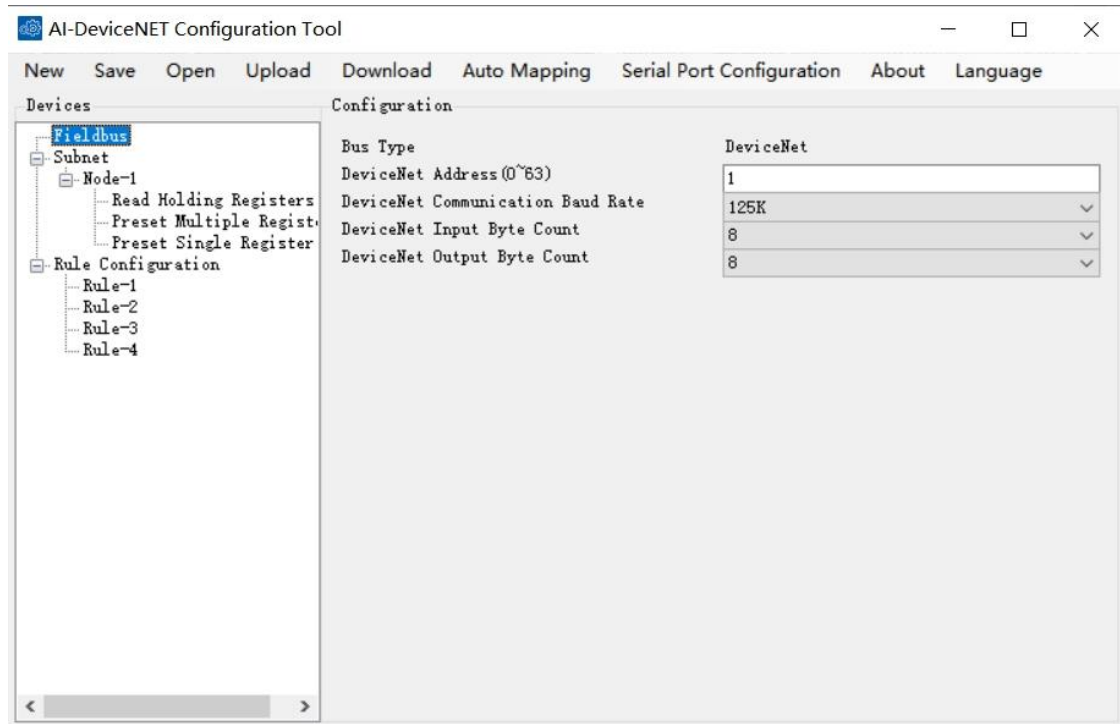 AI-DeviceNET Configuration Tool
New Save Open Upload Download Auto Mapping Serial Port Configuration About Language
Devices
Fieldbus
Subnet
Node-1
Read Holding Registers
Preset Multiple Regist
Preset Single Register
Rule Configuration
Rule-1
Rule-2
Rule-3
Rule-4
Configuration
Bus Type DeviceNet
DeviceNet Address(0~63) 1
DeviceNet Communication Baud Rate 125K
DeviceNet Input Byte Count 8
DeviceNet Output Byte Count 8